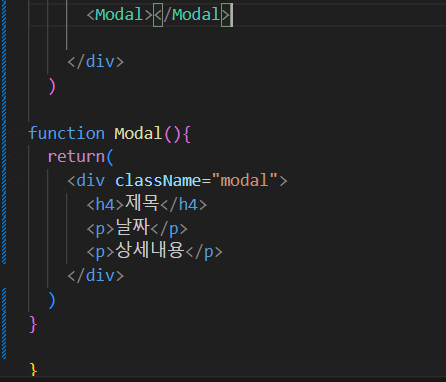 <Modal></Modal>
</div>
)
function Modal(){
return(
<div className="modal">
<h4>제목</h4>
<p>날짜</p>
<p>상세내용</p>
</div>
)
}
}